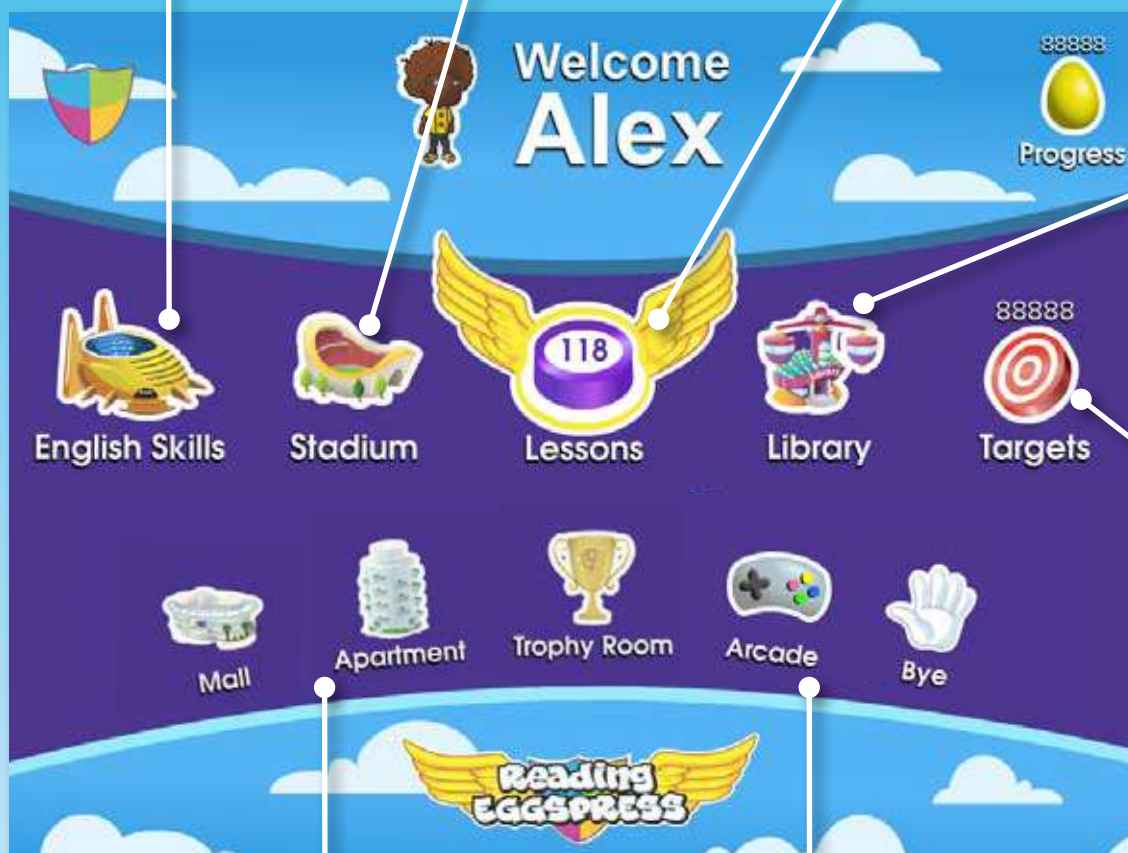 Welcome
Alex
88888
Progress
88888
118
English Skills
Stadium
Lessons
Library
Targets
Mall
Apartment
Trophy Room
Arcade
Bye
Reading
EGGSPRESS